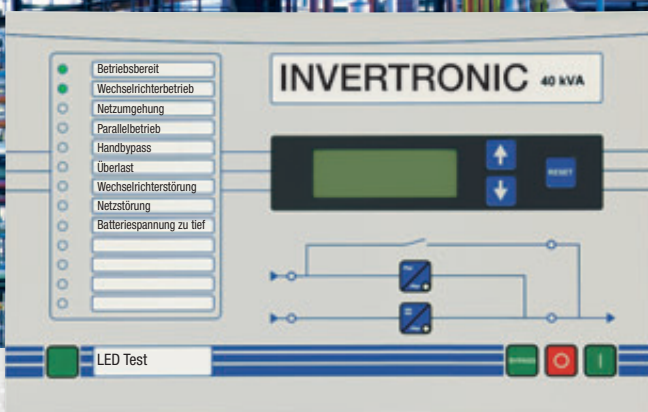 INVERTRONIC 40 kVA
Betriebsbereit
Wechselrichterbetrieb
Netzumgehung
Parallelbetrieb
Handbypass
Überlast
Wechselrichterstörung
Netzstörung
Batteriespannung zu tief
RESET
LED Test
BYPASS